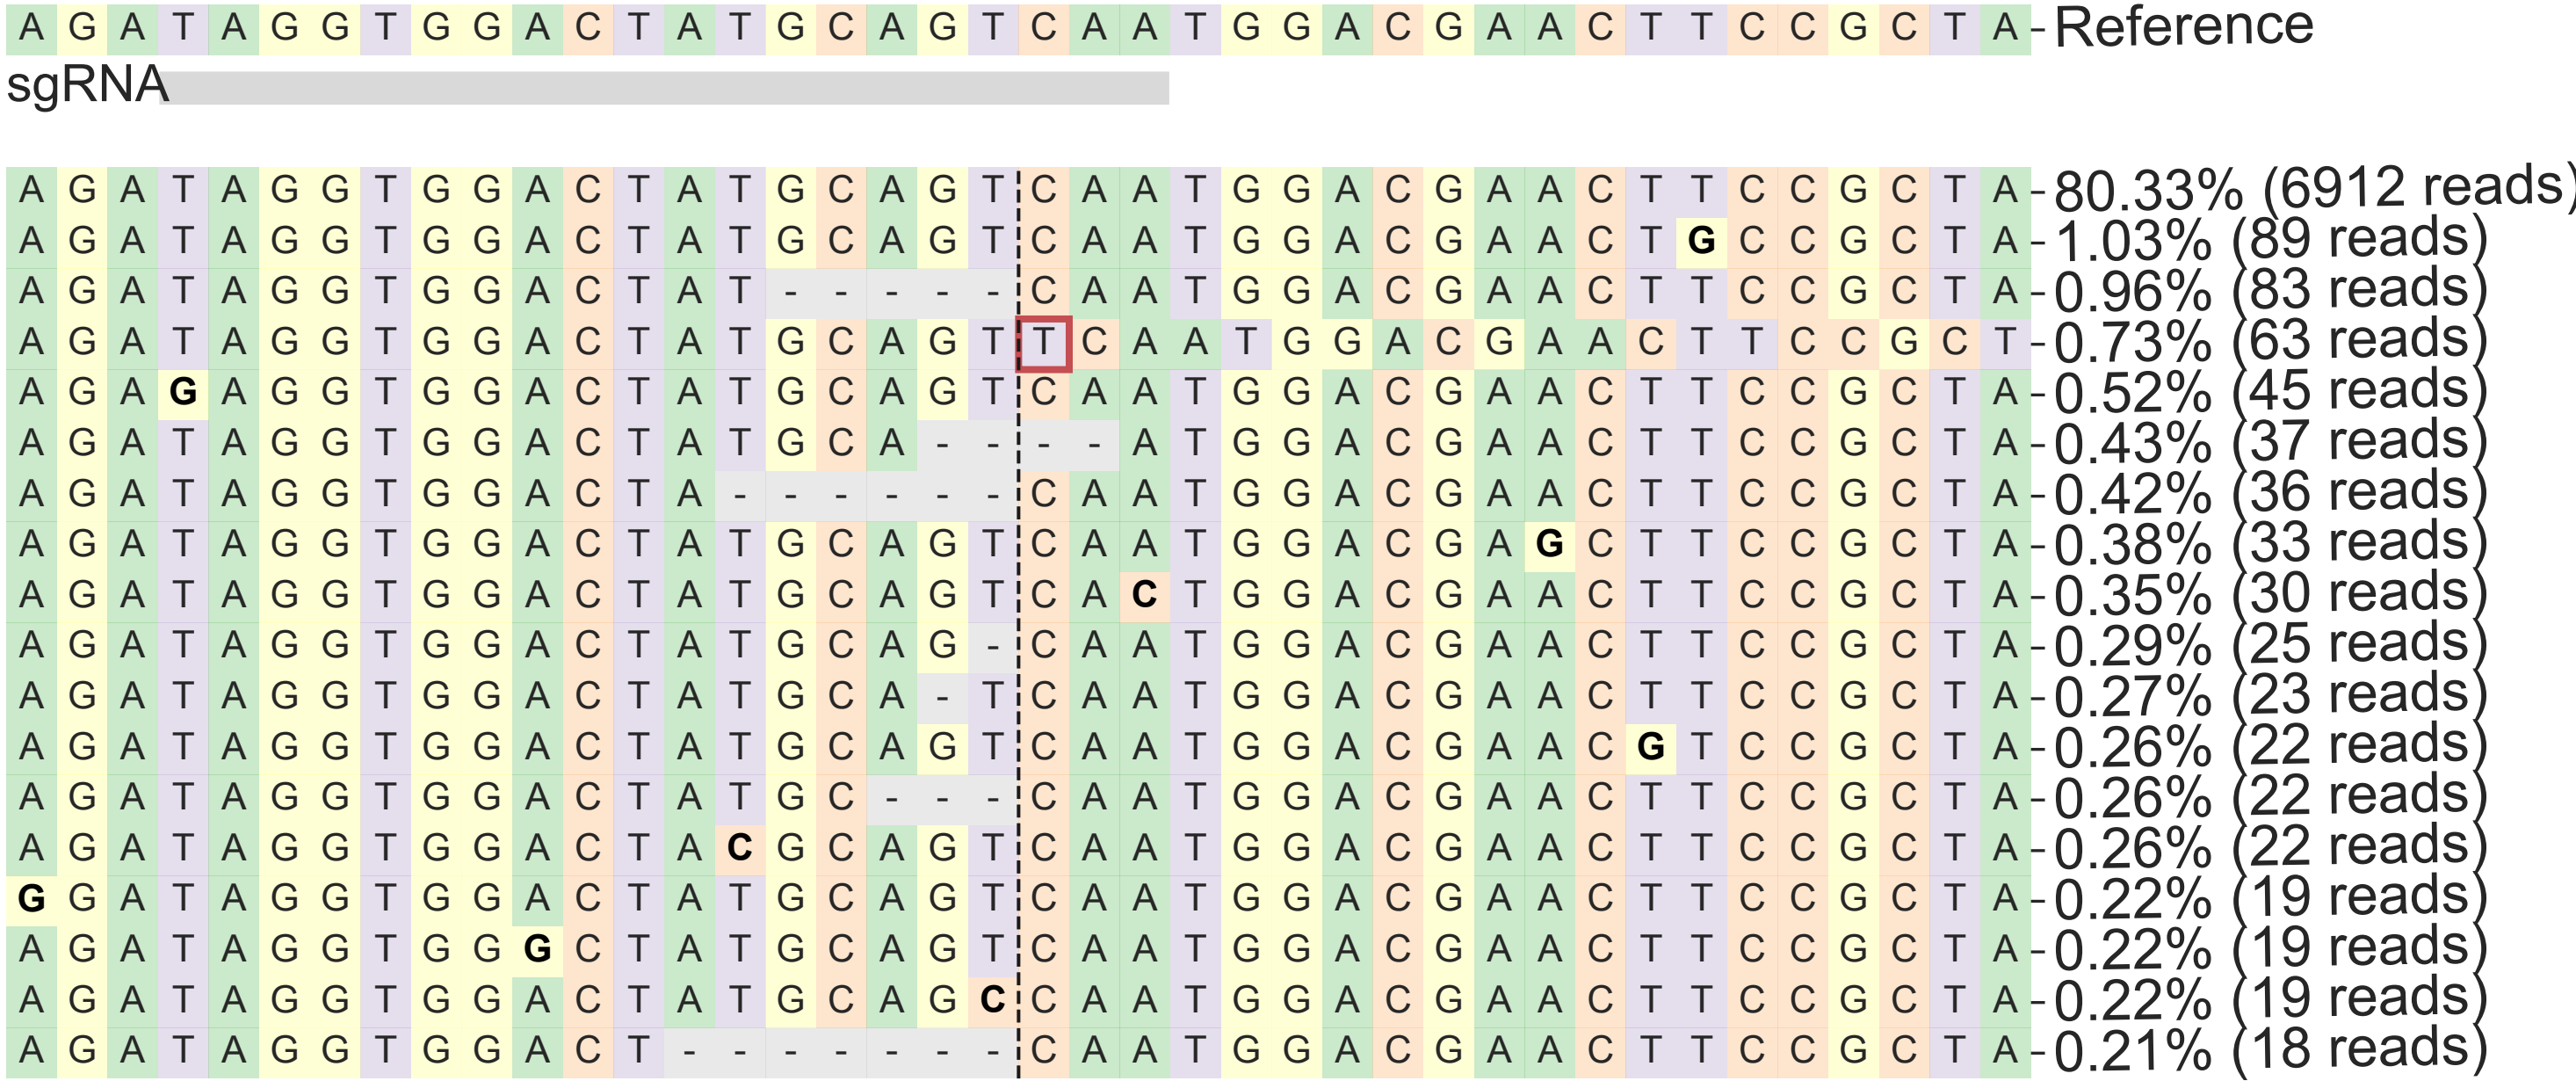 A G A T A G G T G G A C T A T G C A G T C A A T G G A C G A A C T T C C G C T A - Reference
sgRNA
A G A T A G G T G G A C T A T G C A G T C A A T G G A C G A A C T T C C G C T A - 80.33% (6912 reads)
A G A T A G G T G G A C T A T G C A G T C A A T G G A C G A A C T G C C G C T A - 1.03% (89 reads)
A G A T A G G T G G A C T A T - - - - - C A A T G G A C G A A C T T C C G C T A - 0.96% (83 reads)
A G A T A G G T G G A C T A T G C A G T T C A A T G G A C G A A C T T C C G C T - 0.73% (63 reads)
A G A G A G G T G G A C T A T G C A G T C A A T G G A C G A A C T T C C G C T A - 0.52% (45 reads)
A G A T A G G T G G A C T A T G C A - - - - A T G G A C G A A C T T C C G C T A - 0.43% (37 reads)
A G A T A G G T G G A C T A - - - - - - C A A T G G A C G A A C T T C C G C T A - 0.42% (36 reads)
A G A T A G G T G G A C T A T G C A G T C A A T G G A C G A G C T T C C G C T A - 0.38% (33 reads)
A G A T A G G T G G A C T A T G C A G T C A C T G G A C G A A C T T C C G C T A - 0.35% (30 reads)
A G A T A G G T G G A C T A T G C A G - C A A T G G A C G A A C T T C C G C T A - 0.29% (25 reads)
A G A T A G G T G G A C T A T G C A - T C A A T G G A C G A A C T T C C G C T A - 0.27% (23 reads)
A G A T A G G T G G A C T A T G C A G T C A A T G G A C G A A C G T C C G C T A - 0.26% (22 reads)
A G A T A G G T G G A C T A T G C - - - C A A T G G A C G A A C T T C C G C T A - 0.26% (22 reads)
A G A T A G G T G G A C T A C G C A G T C A A T G G A C G A A C T T C C G C T A - 0.26% (22 reads)
G G A T A G G T G G A C T A T G C A G T C A A T G G A C G A A C T T C C G C T A - 0.22% (19 reads)
A G A T A G G T G G G C T A T G C A G T C A A T G G A C G A A C T T C C G C T A - 0.22% (19 reads)
A G A T A G G T G G A C T A T G C A G C C A A T G G A C G A A C T T C C G C T A - 0.22% (19 reads)
A G A T A G G T G G A C T - - - - - - - C A A T G G A C G A A C T T C C G C T A - 0.21% (18 reads)